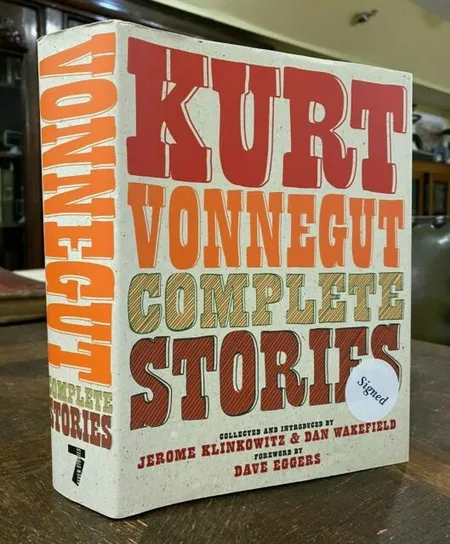 VONNEGUT
COMPLETE
STORIES
7
KURT
VONNEGUT
COMPLETE
STORIES
Signed
COLLECTED AND INTRODUCED BY
JEROME KLINKOWITZ & DAN WAKEFIELD
FOREWORD BY
DAVE EGGERS